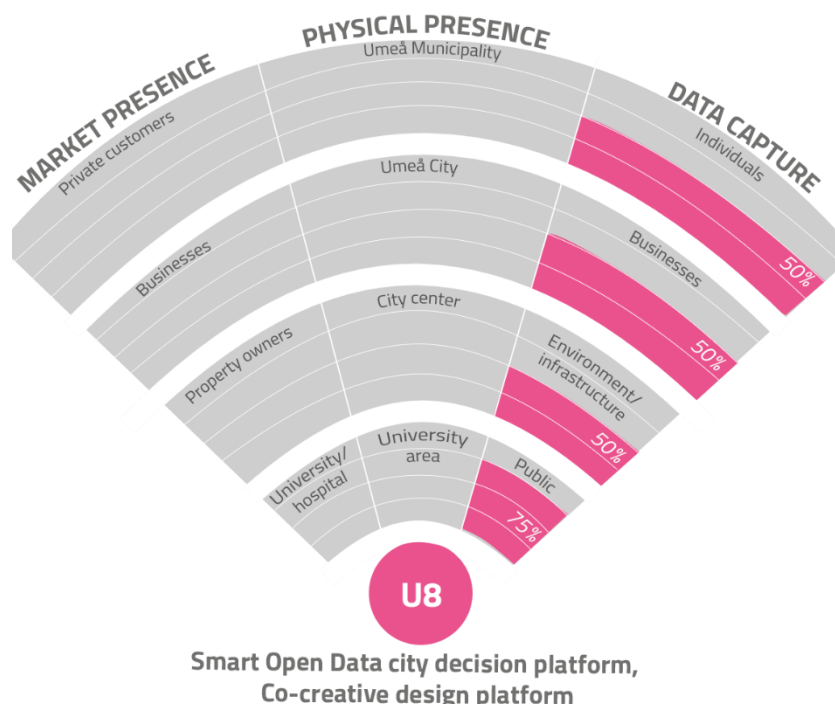 MARKET PRESENCE
PHYSICAL PRESENCE
DATA CAPTURE
Private customers
Umeå Municipality
Individuals
50%
Businesses
Umeå City
Businesses
50%
Property owners
City center
Environment/
infrastructure
50%
University/
hospital
University
area
Public
75%
U8
Smart Open Data city decision platform,
Co-creative design platform